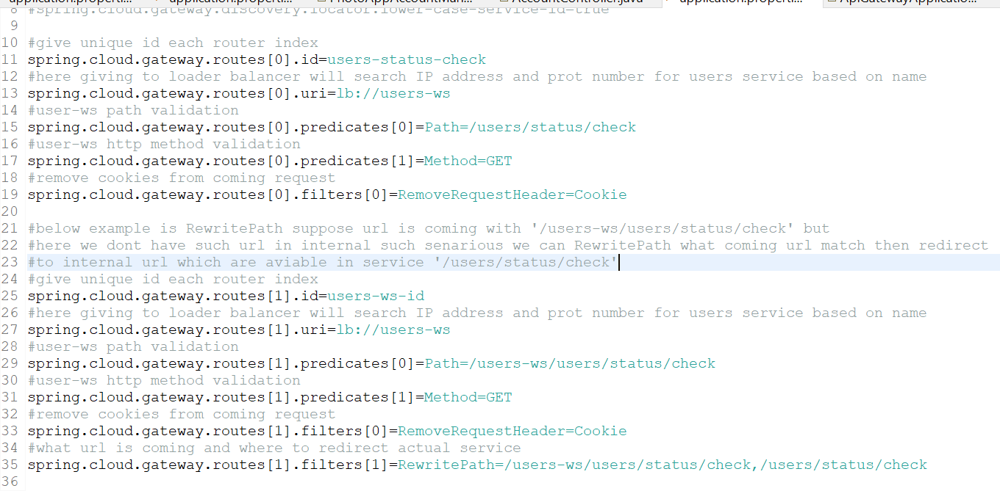 application.properti...
application.properti...
PhotoAppAccountMan...
AccountController.java
application.properti...
ApiGatewayApplicatio...
8 #spring.cloud.gateway.discovery.locator.lower-case-service-id=true
9
10 #give unique id each router index
11 spring.cloud.gateway.routes[0].id=users-status-check
12 #here giving to loader balancer will search IP address and prot number for users service based on name
13 spring.cloud.gateway.routes[0].uri=lb://users-ws
14 #user-ws path validation
15 spring.cloud.gateway.routes[0].predicates[0]=Path=/users/status/check
16 #user-ws http method validation
17 spring.cloud.gateway.routes[0].predicates[1]=Method=GET
18 #remove cookies from coming request
19 spring.cloud.gateway.routes[0].filters[0]=RemoveRequestHeader=Cookie
20
21 #below example is RewritePath suppose url is coming with '/users-ws/users/status/check' but
22 #here we dont have such url in internal such senarious we can RewritePath what coming url match then redirect
23 #to internal url which are aviable in service '/users/status/check'
24 #give unique id each router index
25 spring.cloud.gateway.routes[1].id=users-ws-id
26 #here giving to loader balancer will search IP address and prot number for users service based on name
27 spring.cloud.gateway.routes[1].uri=lb://users-ws
28 #user-ws path validation
29 spring.cloud.gateway.routes[1].predicates[0]=Path=/users-ws/users/status/check
30 #user-ws http method validation
31 spring.cloud.gateway.routes[1].predicates[1]=Method=GET
32 #remove cookies from coming request
33 spring.cloud.gateway.routes[1].filters[0]=RemoveRequestHeader=Cookie
34 #what url is coming and where to redirect actual service
35 spring.cloud.gateway.routes[1].filters[1]=RewritePath=/users-ws/users/status/check,/users/status/check
36